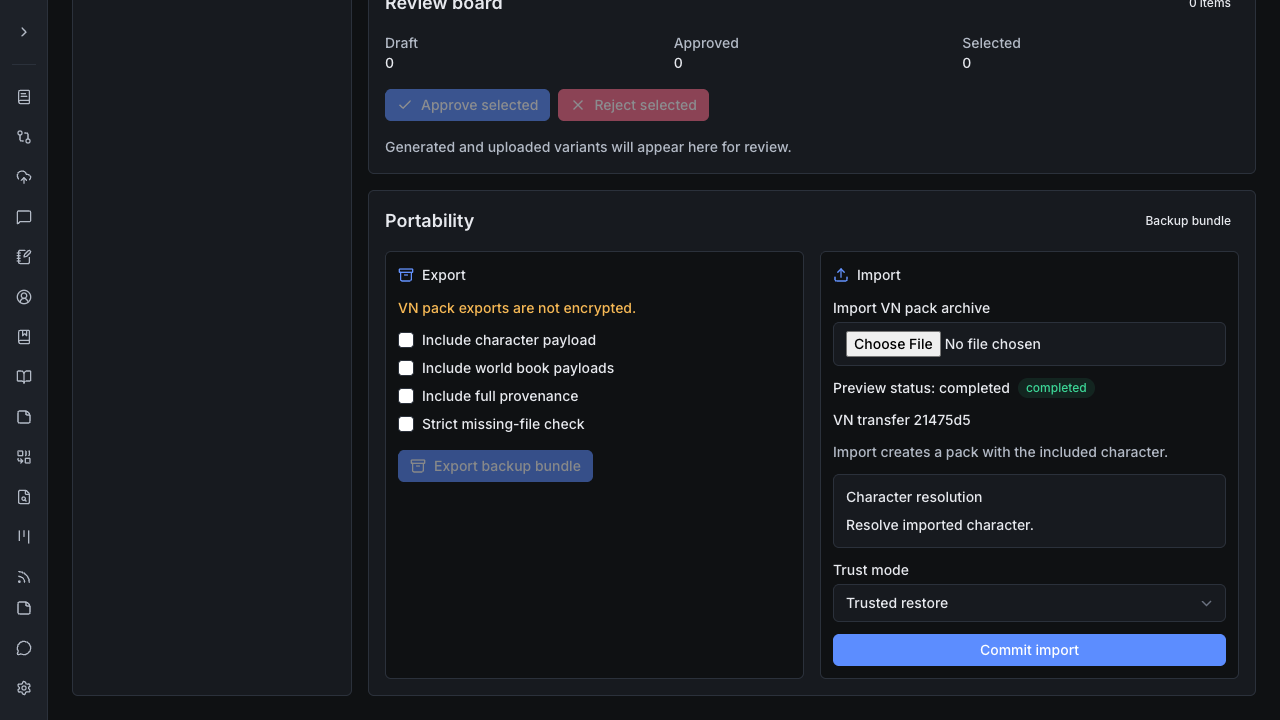 Review board
0 items
Draft
0
Approved
0
Selected
0
Approve selected
Reject selected
Generated and uploaded variants will appear here for review.
Portability
Backup bundle
Export
VN pack exports are not encrypted.
Include character payload
Include world book payloads
Include full provenance
Strict missing-file check
Export backup bundle
Import
Import VN pack archive
Choose File No file chosen
Preview status: completed completed
VN transfer 21475d5
Import creates a pack with the included character.
Character resolution
Resolve imported character.
Trust mode
Trusted restore
Commit import